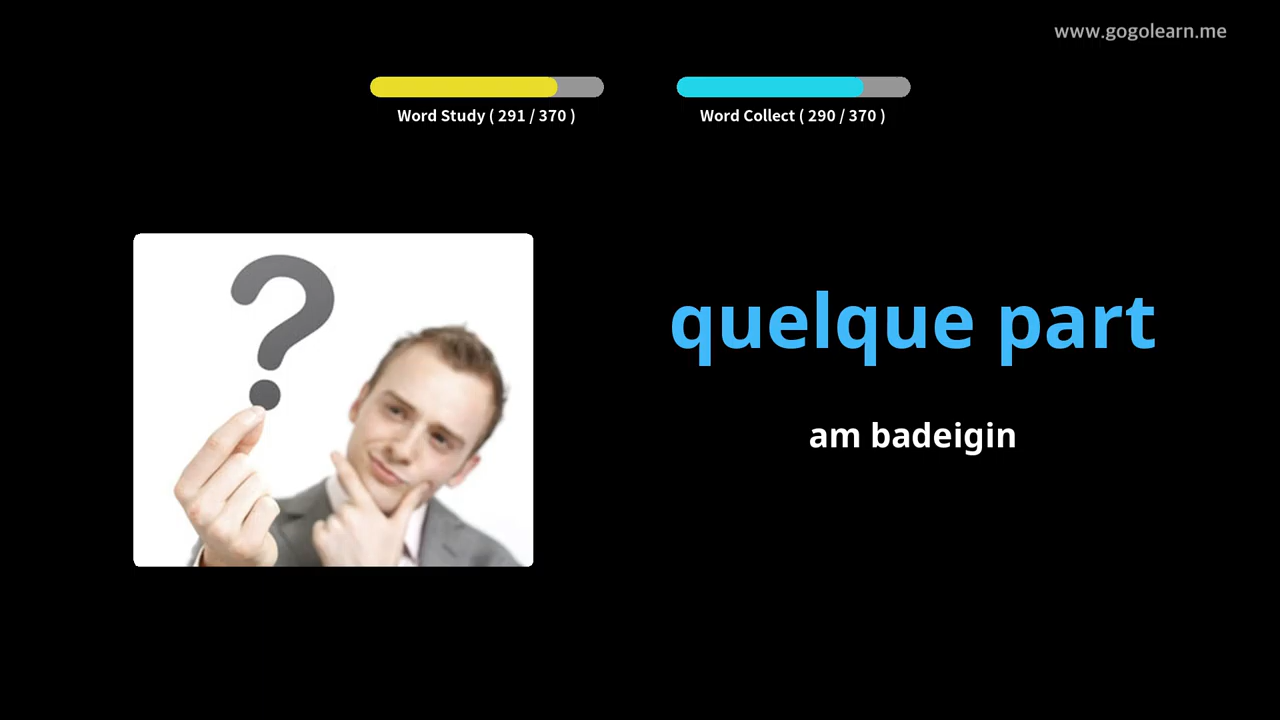 www.gogolearn.me
Word Study ( 291 / 370 )
Word Collect ( 290 / 370 )
quelque part
am badeigin